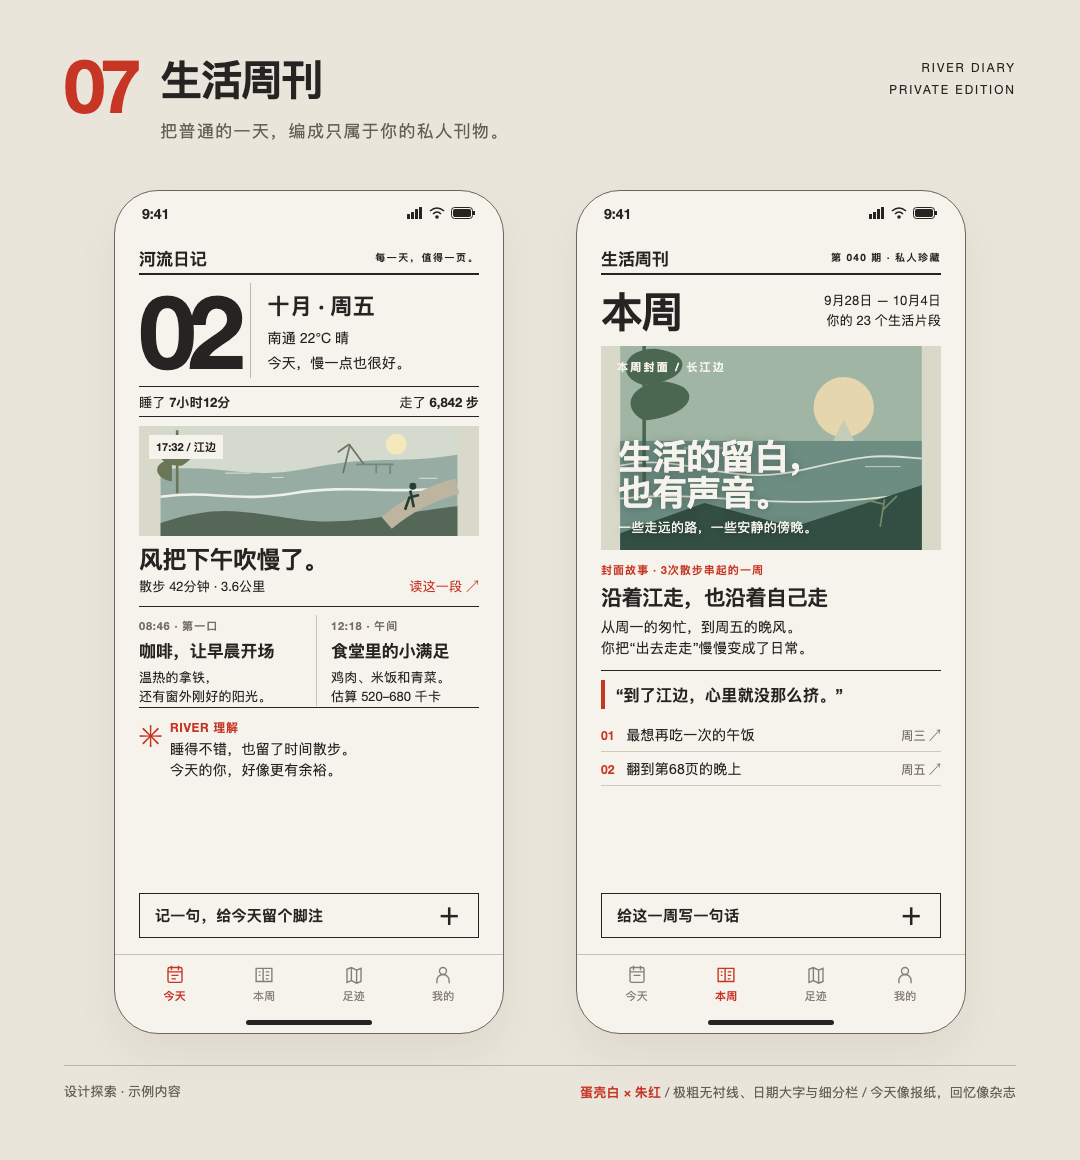 07
生活周刊
把普通的一天，编成只属于你的私人刊物。
RIVER DIARY
PRIVATE EDITION
9:41
河流日记
每一天，值得一页。
02
十月 · 周五
南通 22°C 晴
今天，慢一点也很好。
睡了 7小时12分
走了 6,842 步
17:32 / 江边
风把下午吹慢了。
散步 42分钟 · 3.6公里
读这一段 ↗
08:46 · 第一口
咖啡，让早晨开场
温热的拿铁，
还有窗外刚好的阳光。
12:18 · 午间
食堂里的小满足
鸡肉、米饭和青菜。
估算 520–680 千卡
RIVER 理解
睡得不错，也留了时间散步。
今天的你，好像更有余裕。
记一句，给今天留个脚注
今天
本周
足迹
我的
9:41
生活周刊
第 040 期 · 私人珍藏
本周
9月28日 — 10月4日
你的 23 个生活片段
本周封面 / 长江边
生活的留白，
也有声音。
一些走远的路，一些安静的傍晚。
封面故事 · 3次散步串起的一周
沿着江走，也沿着自己走
从周一的匆忙，到周五的晚风。
你把“出去走走”慢慢变成了日常。
“到了江边，心里就没那么挤。”
01 最想再吃一次的午饭 周三 ↗
02 翻到第68页的晚上 周五 ↗
给这一周写一句话
今天
本周
足迹
我的
设计探索 · 示例内容
蛋壳白 × 朱红 / 极粗无衬线、日期大字与细分栏 / 今天像报纸，回忆像杂志